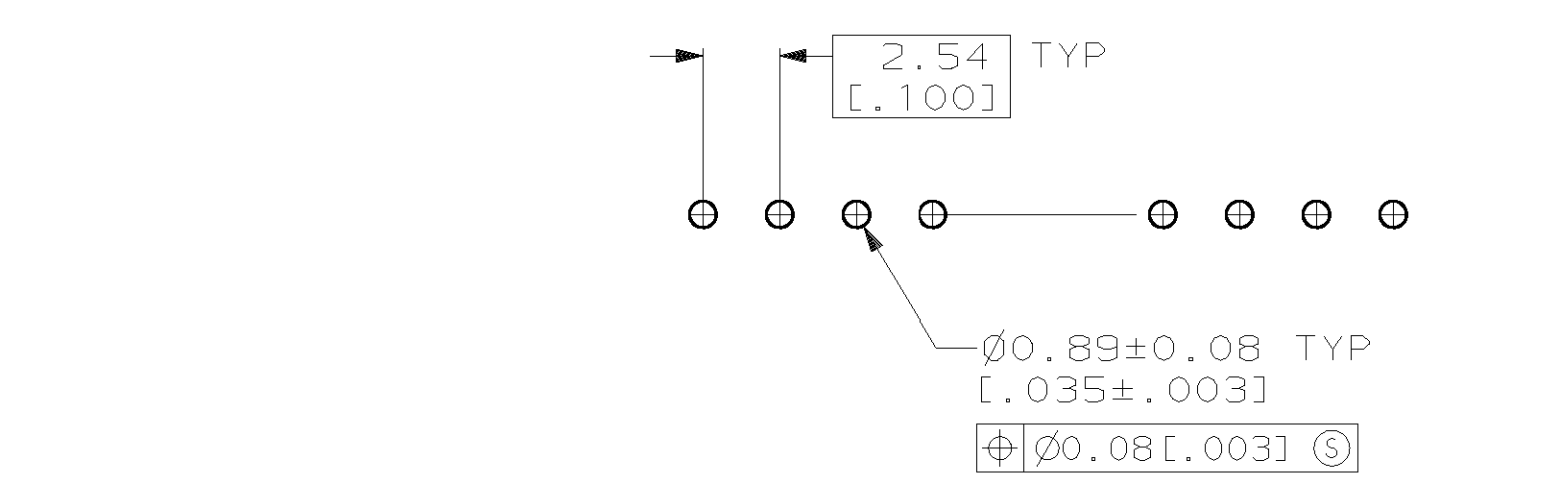 2.54 TYP
[.100]
Ø0.89±0.08 TYP
[.035±.003]
⌖ Ø0.08[.003] Ⓢ